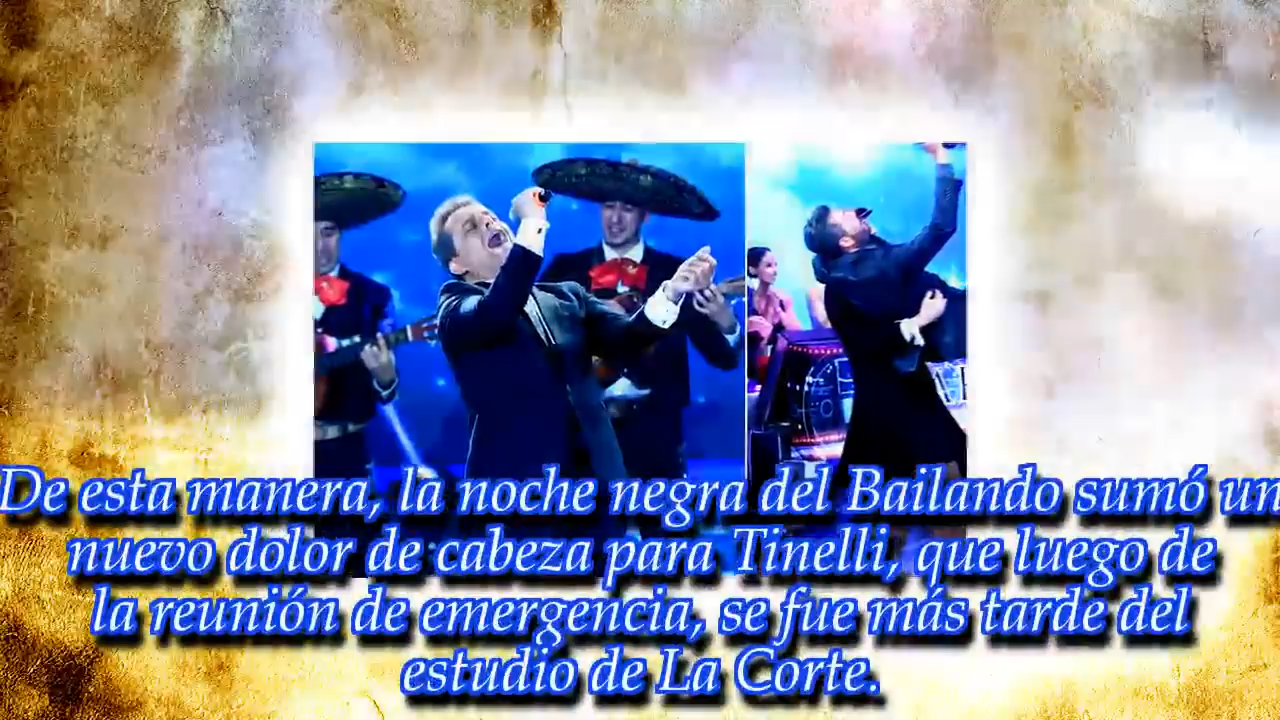 De esta manera, la noche negra del Bailando sumó un
nuevo dolor de cabeza para Tinelli, que luego de
la reunión de emergencia, se fue más tarde del
estudio de La Corte.